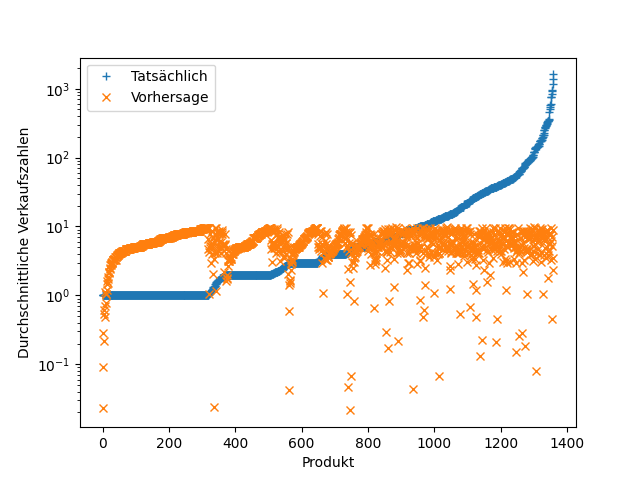 Tatsächlich
Vorhersage
Durchschnittliche Verkaufszahlen
10³
10²
10¹
10⁰
10⁻¹
0 200 400 600 800 1000 1200 1400
Produkt